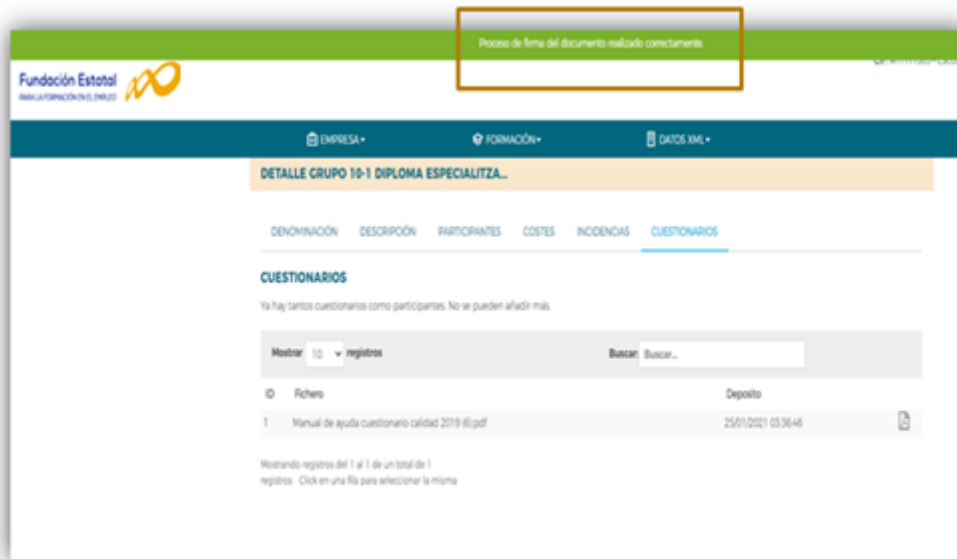 Proceso de firma del documento realizado correctamente.
Fundación Estatal
PARA LA FORMACIÓN EN EL EMPLEO
EMPRESA
FORMACIÓN
DATOS XML
DETALLE GRUPO 10-1 DIPLOMA ESPECIALITZA...
DENOMINACIÓN DESCRIPCIÓN PARTICIPANTES COSTES INCIDENCIAS CUESTIONARIOS
CUESTIONARIOS
Ya hay tantos cuestionarios como participantes. No se pueden añadir más.
Mostrar 10 registros Buscar: Buscar...
ID Fichero Deposito
1 Manual de ayuda cuestionario calidad 2019 (6).pdf 25/01/2021 03:36:46
Mostrando registros del 1 al 1 de un total de 1
registros Click en una fila para seleccionar la misma